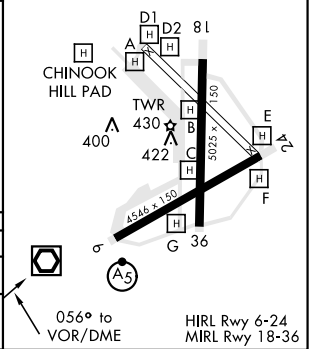 D1
D2
18
A
H
H
H
H
CHINOOK
HILL PAD
TWR
430
400
422
H
B
5025 x 150
E
H
24
C
H
H
F
4546 x 150
H
G
36
6
A5
056° to
VOR/DME
HIRL Rwy 6-24
MIRL Rwy 18-36